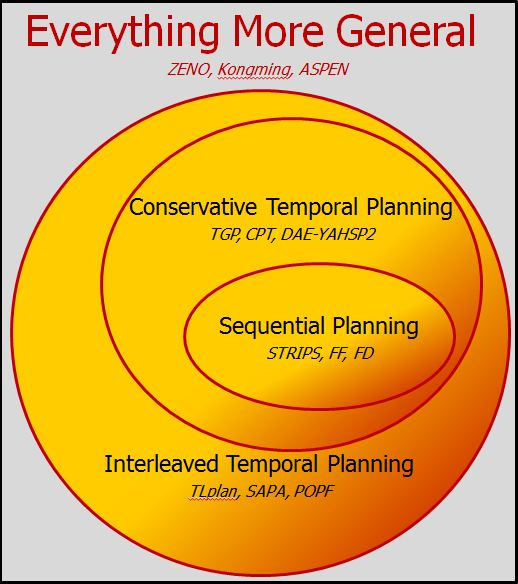 Everything More General
ZENO, Kongming, ASPEN
Conservative Temporal Planning
TGP, CPT, DAE-YAHSP2
Sequential Planning
STRIPS, FF, FD
Interleaved Temporal Planning
TLplan, SAPA, POPF